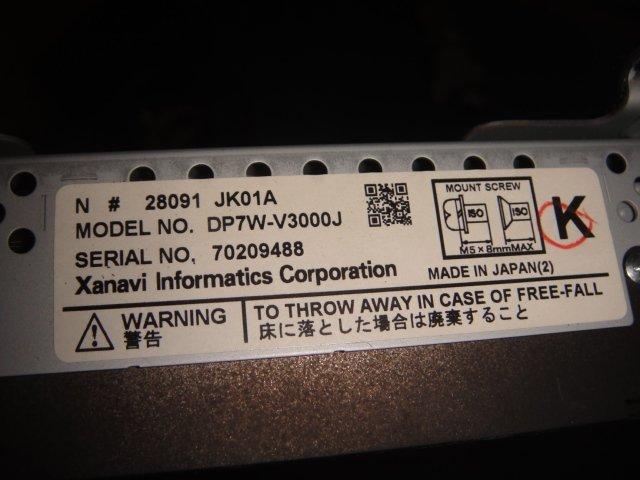 N # 28091 JK01A
MODEL NO. DP7W-V3000J
SERIAL NO, 70209488
Xanavi Informatics Corporation
MOUNT SCREW
ISO ISO
M5×8mmMAX
K
MADE IN JAPAN(2)
WARNING
警告
TO THROW AWAY IN CASE OF FREE-FALL
床に落とした場合は廃棄すること